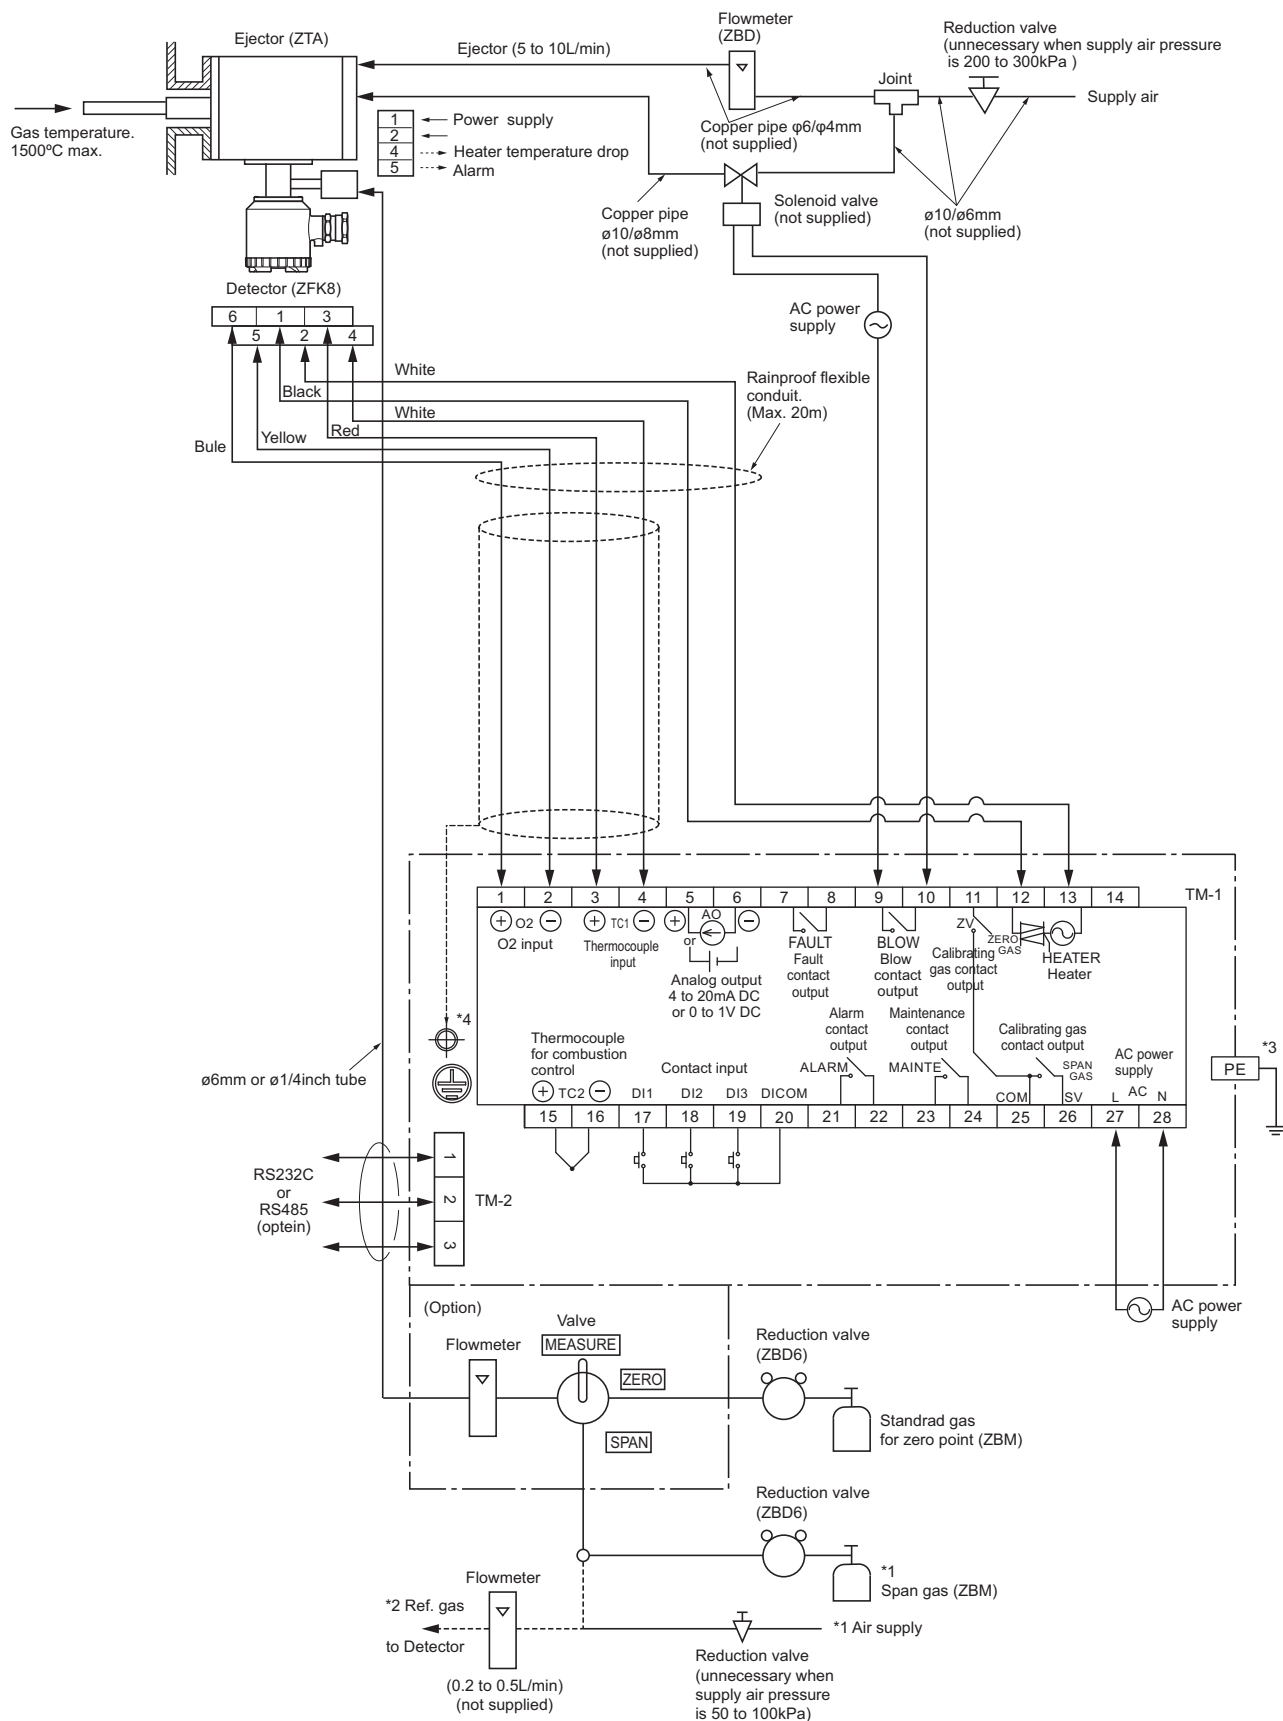 Ejector (ZTA)
Ejector (5 to 10L/min)
Flowmeter
(ZBD)
Reduction valve
(unnecessary when supply air pressure
is 200 to 300kPa )
Joint
Supply air
Gas temperature.
1500ºC max.
1
2
4
5
Power supply
Heater temperature drop
Alarm
Copper pipe φ6/φ4mm
(not supplied)
Solenoid valve
(not supplied)
Copper pipe
ø10/ø8mm
(not supplied)
ø10/ø6mm
(not supplied)
Detector (ZFK8)
6 1 3
5 2 4
AC power
supply
White
Black
White
Red
Yellow
Bule
Rainproof flexible
conduit.
(Max. 20m)
1 2 3 4 5 6 7 8 9 10 11 12 13 14
TM-1
+ O2 −
O2 input
+ TC1 −
Thermocouple
input
+ AO −
or
Analog output
4 to 20mA DC
or 0 to 1V DC
FAULT
Fault
contact
output
BLOW
Blow
contact
output
ZV
ZERO
GAS
Calibrating
gas contact
output
HEATER
Heater
*4
Thermocouple
for combustion
control
+ TC2 −
Contact input
DI1 DI2 DI3 DICOM
Alarm
contact
output
ALARM
Maintenance
contact
output
MAINTE
Calibrating gas
contact output
SPAN
GAS
COM
SV
AC power
supply
L AC N
*3
PE
15 16 17 18 19 20 21 22 23 24 25 26 27 28
ø6mm or ø1/4inch tube
RS232C
or
RS485
(optein)
1
2
3
TM-2
AC power
supply
(Option)
Flowmeter
Valve
MEASURE
ZERO
SPAN
Reduction valve
(ZBD6)
Standrad gas
for zero point (ZBM)
Reduction valve
(ZBD6)
*1
Span gas (ZBM)
Flowmeter
*2 Ref. gas
to Detector
(0.2 to 0.5L/min)
(not supplied)
*1 Air supply
Reduction valve
(unnecessary when
supply air pressure
is 50 to 100kPa)